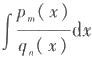 ∫ p_m(x) / q_n(x) dx